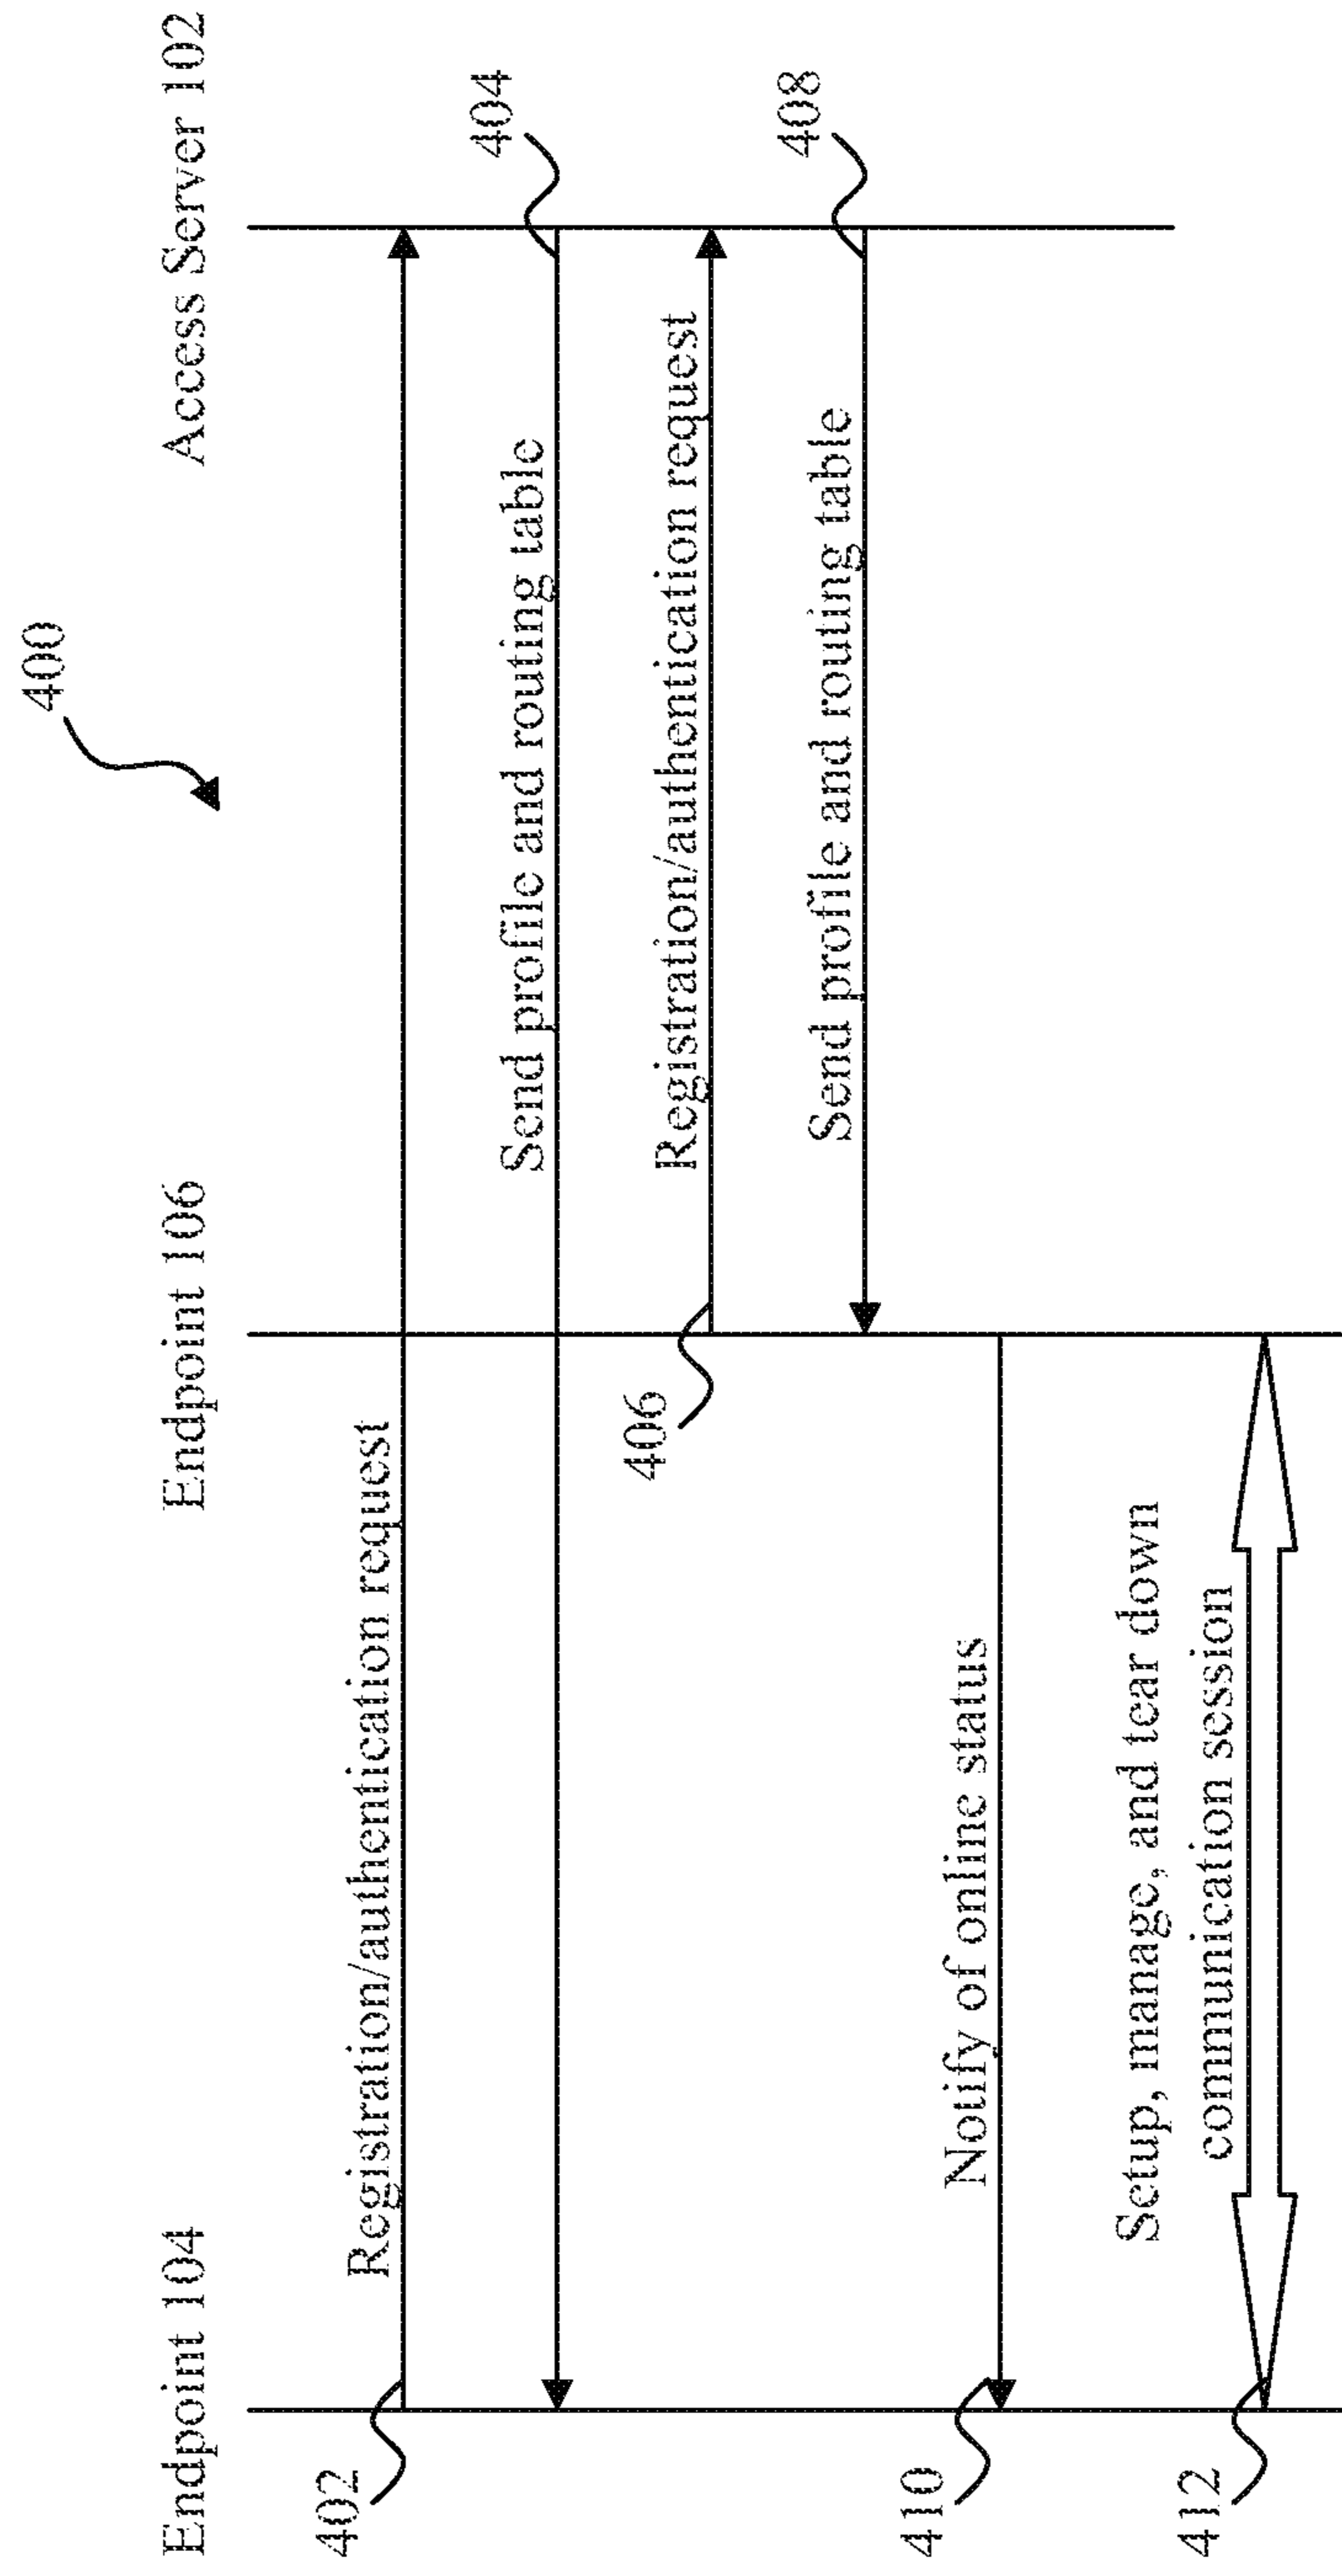 400
Endpoint 104
Endpoint 106
Access Server 102
402
Registration/authentication request
Send profile and routing table
404
406
Registration/authentication request
Send profile and routing table
408
410
Notify of online status
412
Setup, manage, and tear down
communication session